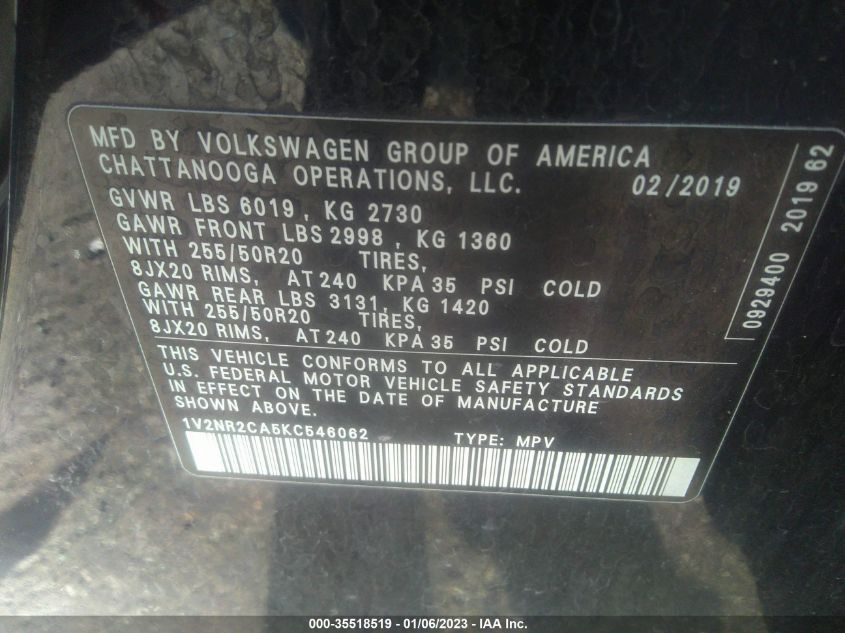 MFD BY VOLKSWAGEN GROUP OF AMERICA
CHATTANOOGA OPERATIONS, LLC. 02/2019
GVWR LBS 6019, KG 2730
GAWR FRONT LBS 2998, KG 1360
WITH 255/50R20 TIRES,
8JX20 RIMS, AT 240 KPA 35 PSI COLD
GAWR REAR LBS 3131, KG 1420
WITH 255/50R20 TIRES,
8JX20 RIMS, AT 240 KPA 35 PSI COLD
THIS VEHICLE CONFORMS TO ALL APPLICABLE
U.S. FEDERAL MOTOR VEHICLE SAFETY STANDARDS
IN EFFECT ON THE DATE OF MANUFACTURE
SHOWN ABOVE.
1V2NR2CA5KC546062 TYPE: MPV
0929400 2019 62
000-35518519 - 01/06/2023 - IAA Inc.